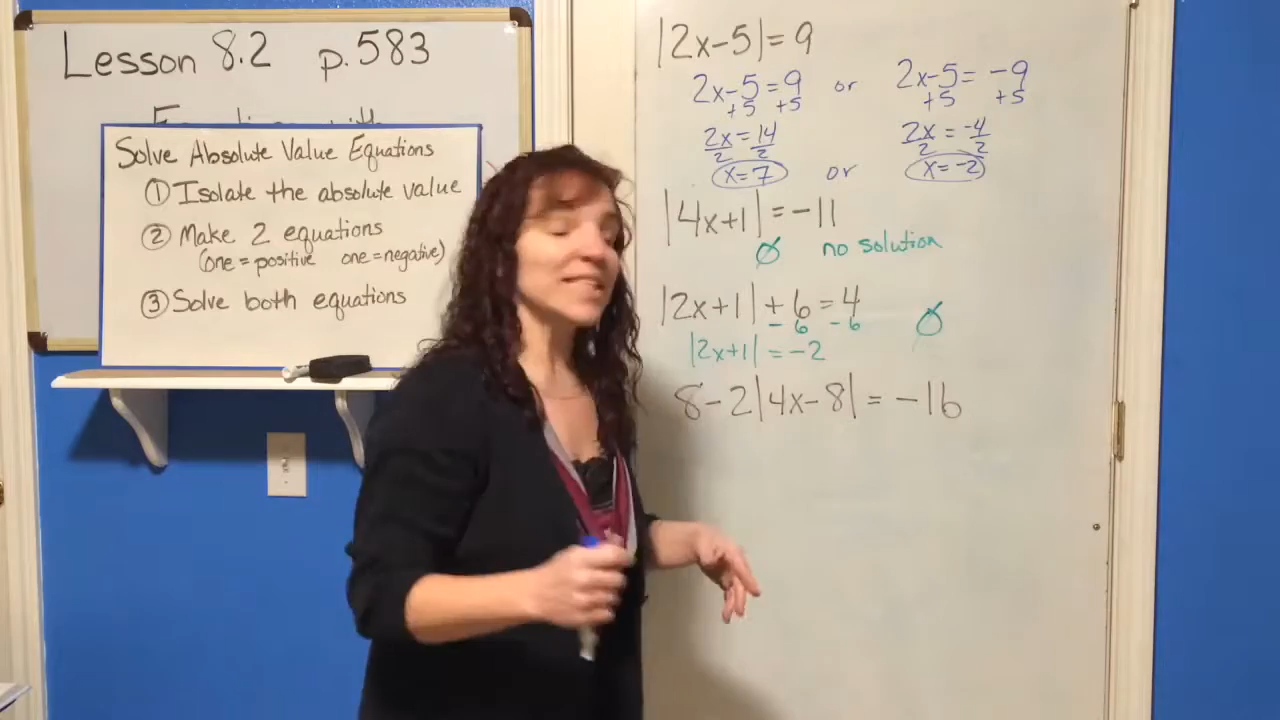 Lesson 8.2 p.583
Equations with
Solve Absolute Value Equations
① Isolate the absolute value
② Make 2 equations
(one = positive one = negative)
③ Solve both equations
|2x-5| = 9
2x-5 = 9 or 2x-5 = -9
+5 +5 +5 +5
2x = 14 2x = -4
2 2 2 2
x = 7 or x = -2
|4x+1| = -11
∅ no solution
|2x+1| + 6 = 4 ∅
- 6 - 6
|2x+1| = -2
8-2|4x-8| = -16